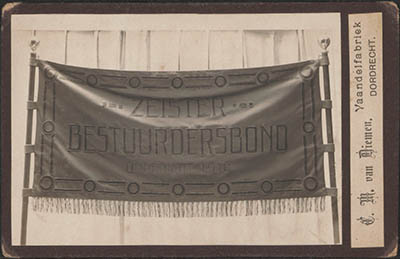 ZEISTER
BESTUURDERSBOND
C. M. van Diemen,
Vaandelfabriek
DORDRECHT.